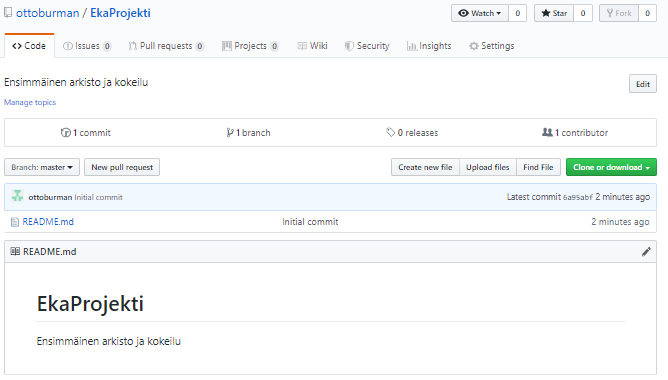 ottoburman / EkaProjekti
Watch 0 Star 0 Fork 0
Code Issues 0 Pull requests 0 Projects 0 Wiki Security Insights Settings
Ensimmäinen arkisto ja kokeilu Edit
Manage topics
1 commit 1 branch 0 releases 1 contributor
Branch: master New pull request Create new file Upload files Find File Clone or download
ottoburman Initial commit Latest commit 6a95abf 2 minutes ago
README.md Initial commit 2 minutes ago
README.md
EkaProjekti
Ensimmäinen arkisto ja kokeilu